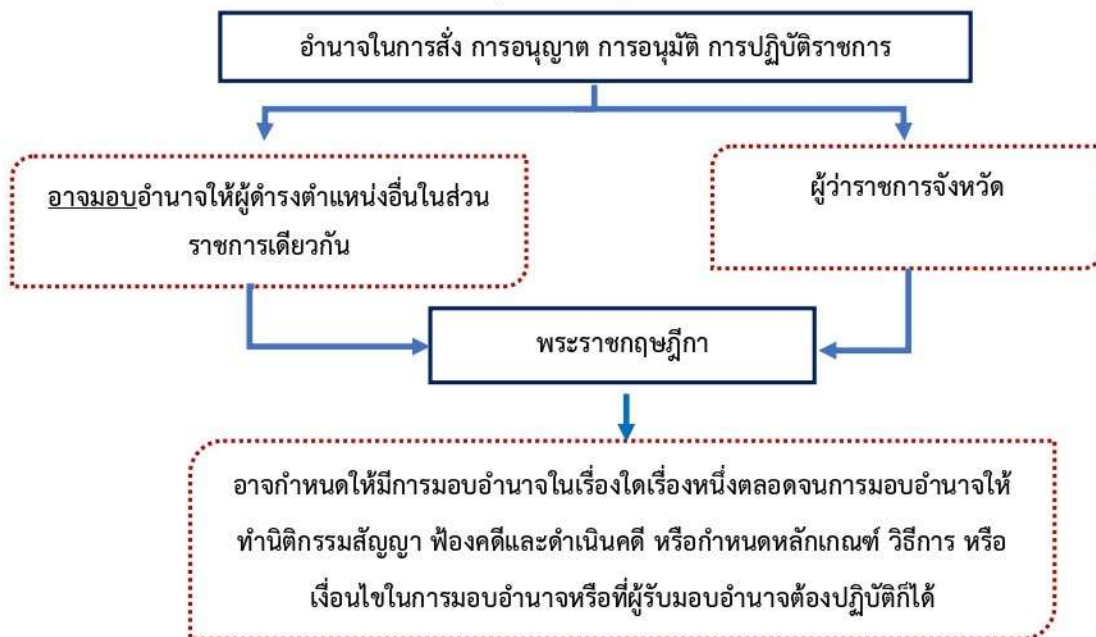 อำนาจในการสั่ง การอนุญาต การอนุมัติ การปฏิบัติราชการ
อาจมอบอำนาจให้ผู้ดำรงตำแหน่งอื่นในส่วน
ราชการเดียวกัน
ผู้ว่าราชการจังหวัด
พระราชกฤษฎีกา
อาจกำหนดให้มีการมอบอำนาจในเรื่องใดเรื่องหนึ่งตลอดจนการมอบอำนาจให้
ทำนิติกรรมสัญญา ฟ้องคดีและดำเนินคดี หรือกำหนดหลักเกณฑ์ วิธีการ หรือ
เงื่อนไขในการมอบอำนาจหรือที่ผู้รับมอบอำนาจต้องปฏิบัติก็ได้